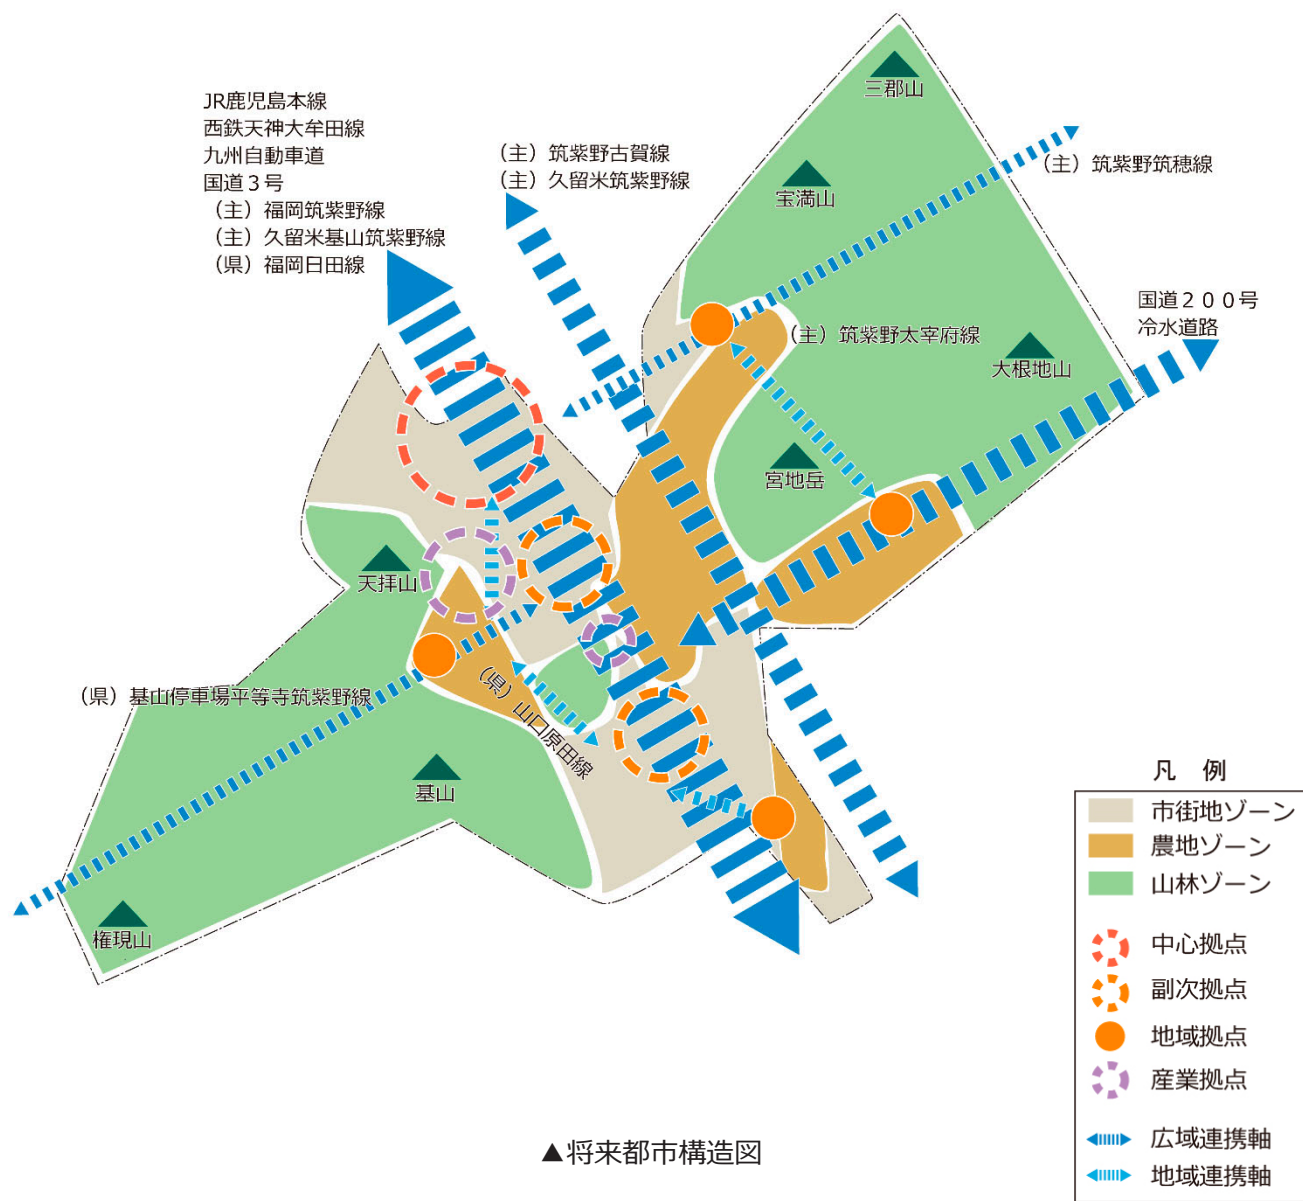 三郡山
JR鹿児島本線
西鉄天神大牟田線
九州自動車道
国道３号
（主）福岡筑紫野線
（主）久留米基山筑紫野線
（県）福岡日田線
（主）筑紫野古賀線
（主）久留米筑紫野線
（主）筑紫野筑穂線
宝満山
国道２００号
冷水道路
（主）筑紫野太宰府線
大根地山
宮地岳
天拝山
（県）基山停車場平等寺筑紫野線
（県）山口原田線
基山
権現山
凡　例
市街地ゾーン
農地ゾーン
山林ゾーン
中心拠点
副次拠点
地域拠点
産業拠点
広域連携軸
地域連携軸
▲将来都市構造図